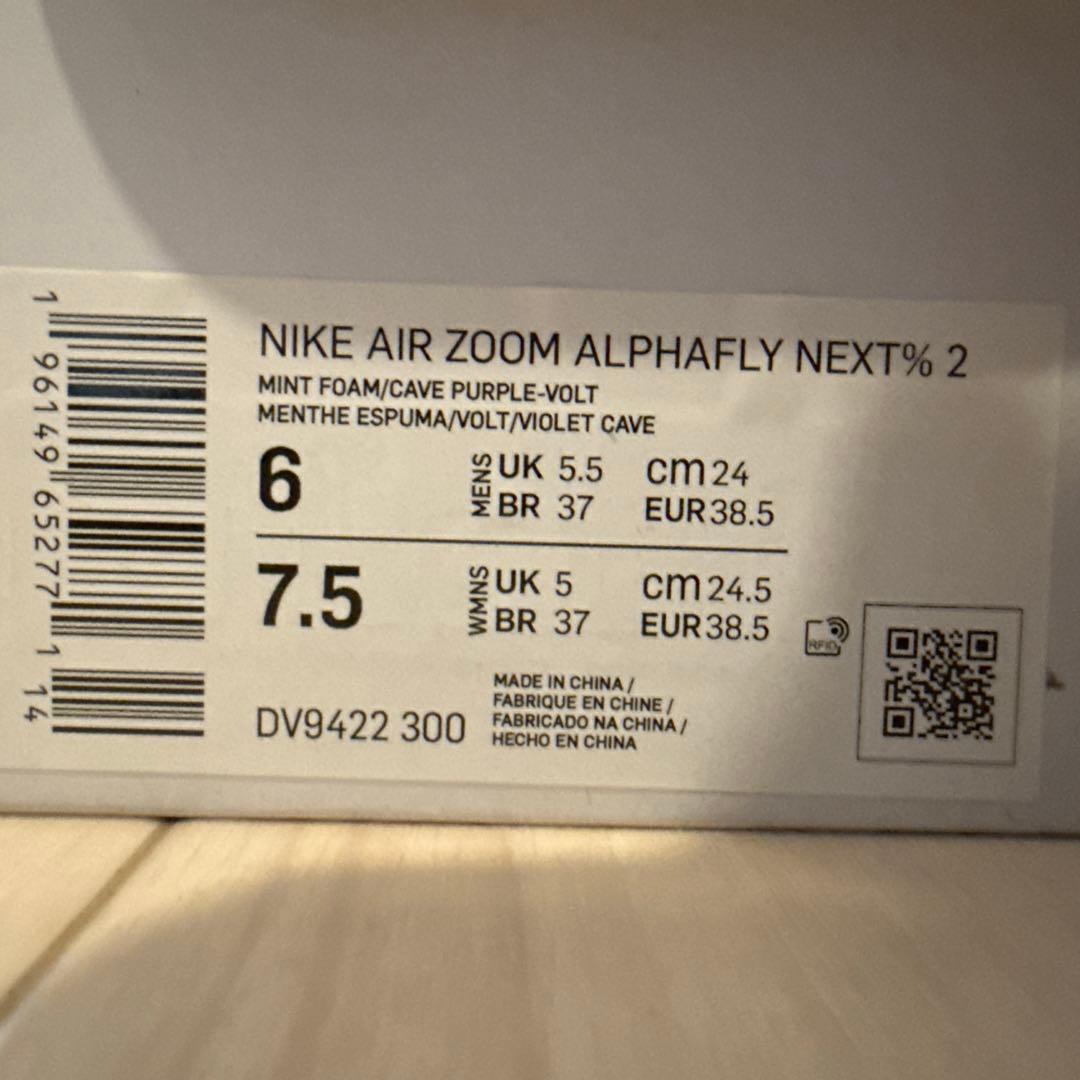 NIKE AIR ZOOM ALPHAFLY NEXT% 2
MINT FOAM/CAVE PURPLE-VOLT
MENTHE ESPUMA/VOLT/VIOLET CAVE
6 MENS UK 5.5 cm 24
BR 37 EUR 38.5
7.5 WMNS UK 5 cm 24.5
BR 37 EUR 38.5
RFID
DV9422 300
MADE IN CHINA /
FABRIQUE EN CHINE /
FABRICADO NA CHINA /
HECHO EN CHINA
1 96149 65277 1 14